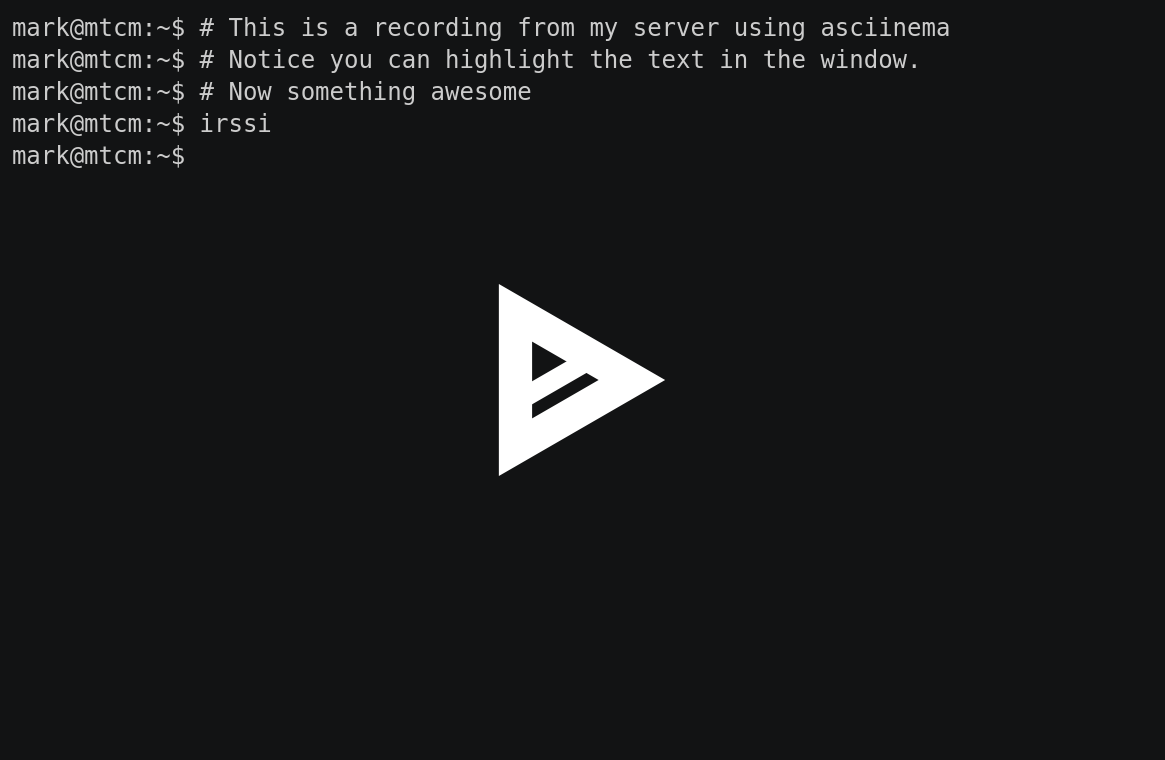 mark@mtcm:~$ # This is a recording from my server using asciinema
mark@mtcm:~$ # Notice you can highlight the text in the window.
mark@mtcm:~$ # Now something awesome
mark@mtcm:~$ irssi
mark@mtcm:~$